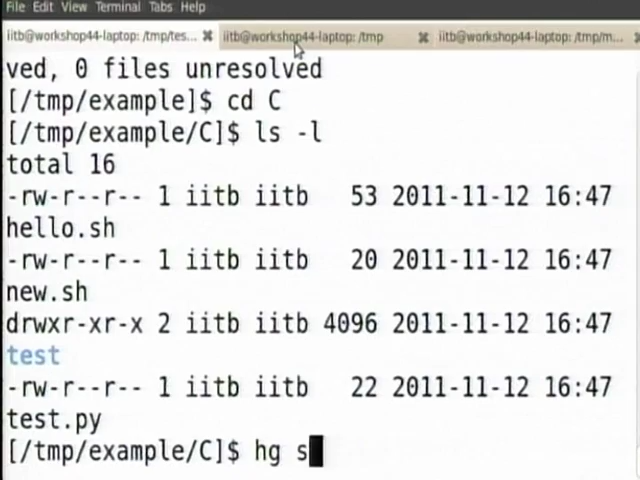 File Edit View Terminal Tabs Help
iitb@workshop44-laptop: /tmp/tes... iitb@workshop44-laptop: /tmp iitb@workshop44-laptop: /tmp/m...
ved, 0 files unresolved
[/tmp/example]$ cd C
[/tmp/example/C]$ ls -l
total 16
-rw-r--r-- 1 iitb iitb   53 2011-11-12 16:47
hello.sh
-rw-r--r-- 1 iitb iitb   20 2011-11-12 16:47
new.sh
drwxr-xr-x 2 iitb iitb 4096 2011-11-12 16:47
test
-rw-r--r-- 1 iitb iitb   22 2011-11-12 16:47
test.py
[/tmp/example/C]$ hg s